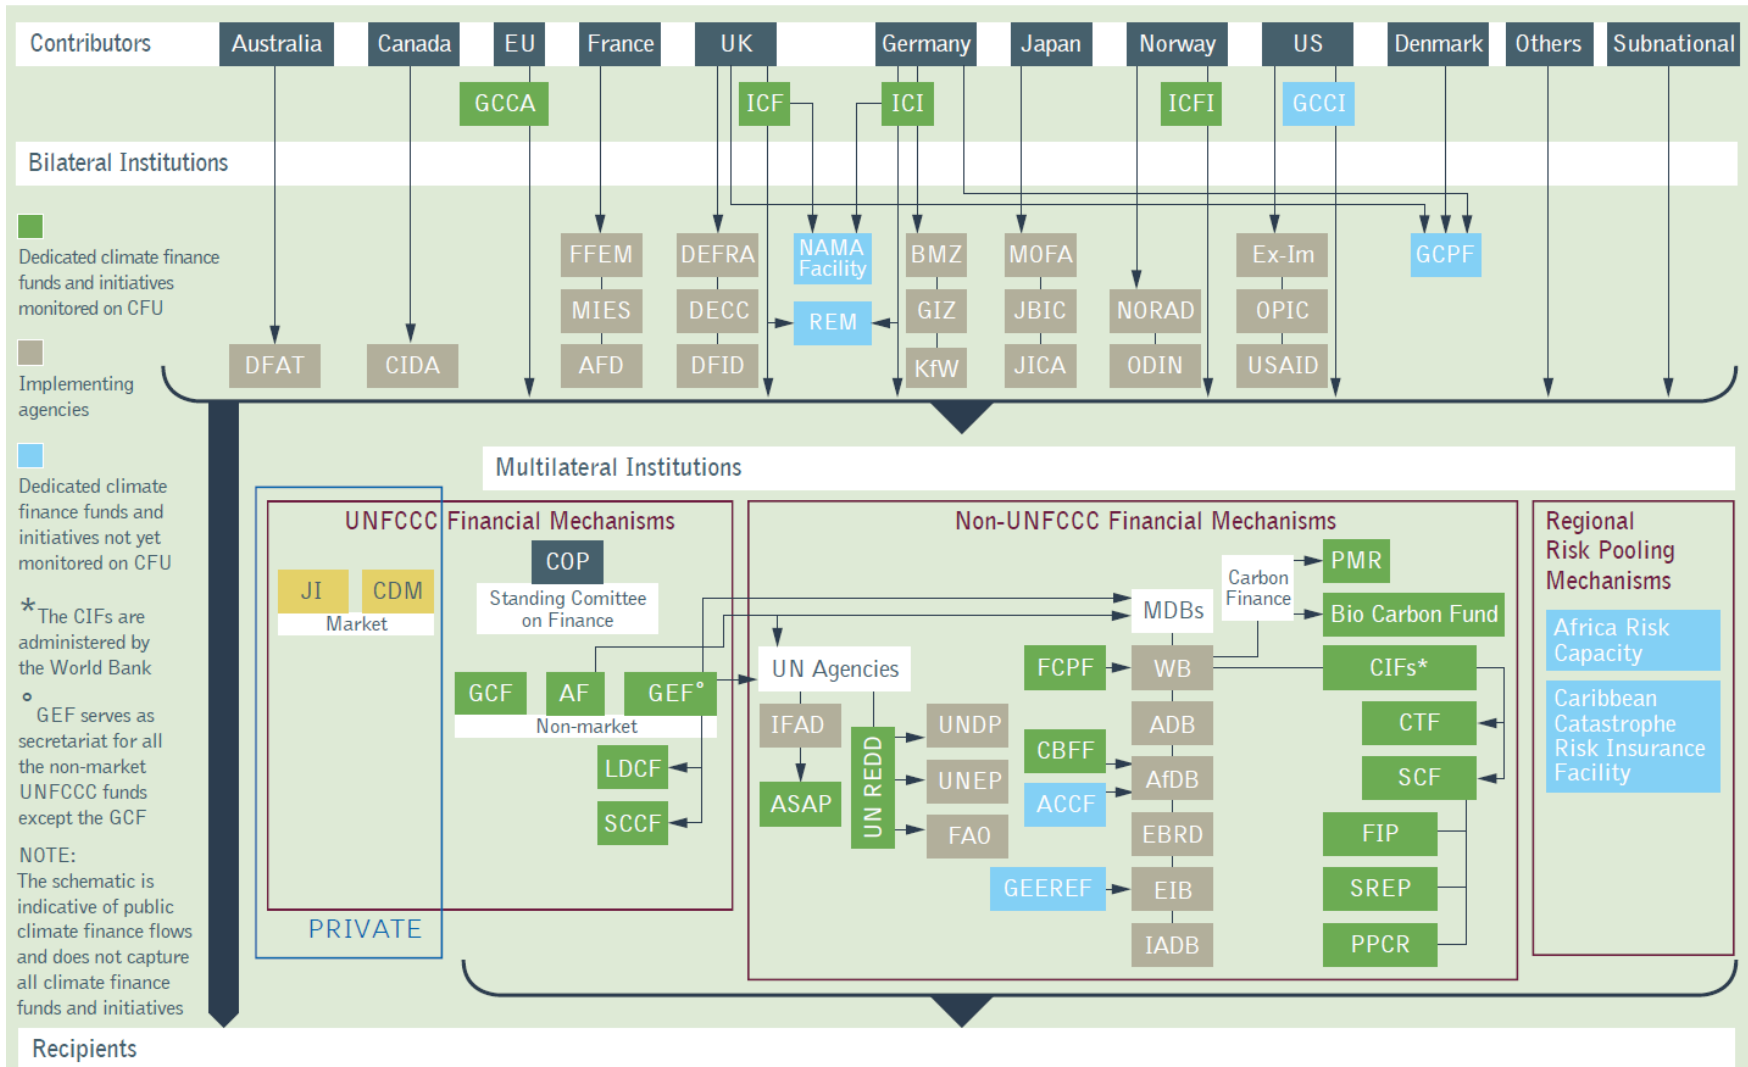 Contributors
Australia
Canada
EU
France
UK
Germany
Japan
Norway
US
Denmark
Others
Subnational
GCCA
ICF
ICI
ICFI
GCCI
Bilateral Institutions
Dedicated climate finance
funds and initiatives
monitored on CFU
Implementing
agencies
Dedicated climate
finance funds and
initiatives not yet
monitored on CFU
*The CIFs are
administered by
the World Bank
° GEF serves as
secretariat for all
the non-market
UNFCCC funds
except the GCF
NOTE:
The schematic is
indicative of public
climate finance flows
and does not capture
all climate finance
funds and initiatives
DFAT
CIDA
FFEM
MIES
AFD
DEFRA
DECC
DFID
NAMA
Facility
REM
BMZ
GIZ
KfW
MOFA
JBIC
JICA
NORAD
ODIN
Ex-Im
OPIC
USAID
GCPF
Multilateral Institutions
UNFCCC Financial Mechanisms
JI
CDM
Market
COP
Standing Comittee
on Finance
GCF
AF
GEF°
Non-market
LDCF
SCCF
PRIVATE
Non-UNFCCC Financial Mechanisms
UN Agencies
IFAD
ASAP
UN REDD
UNDP
UNEP
FAO
FCPF
CBFF
ACCF
GEEREF
MDBs
WB
ADB
AfDB
EBRD
EIB
IADB
Carbon
Finance
PMR
Bio Carbon Fund
CIFs*
CTF
SCF
FIP
SREP
PPCR
Regional
Risk Pooling
Mechanisms
Africa Risk
Capacity
Caribbean
Catastrophe
Risk Insurance
Facility
Recipients